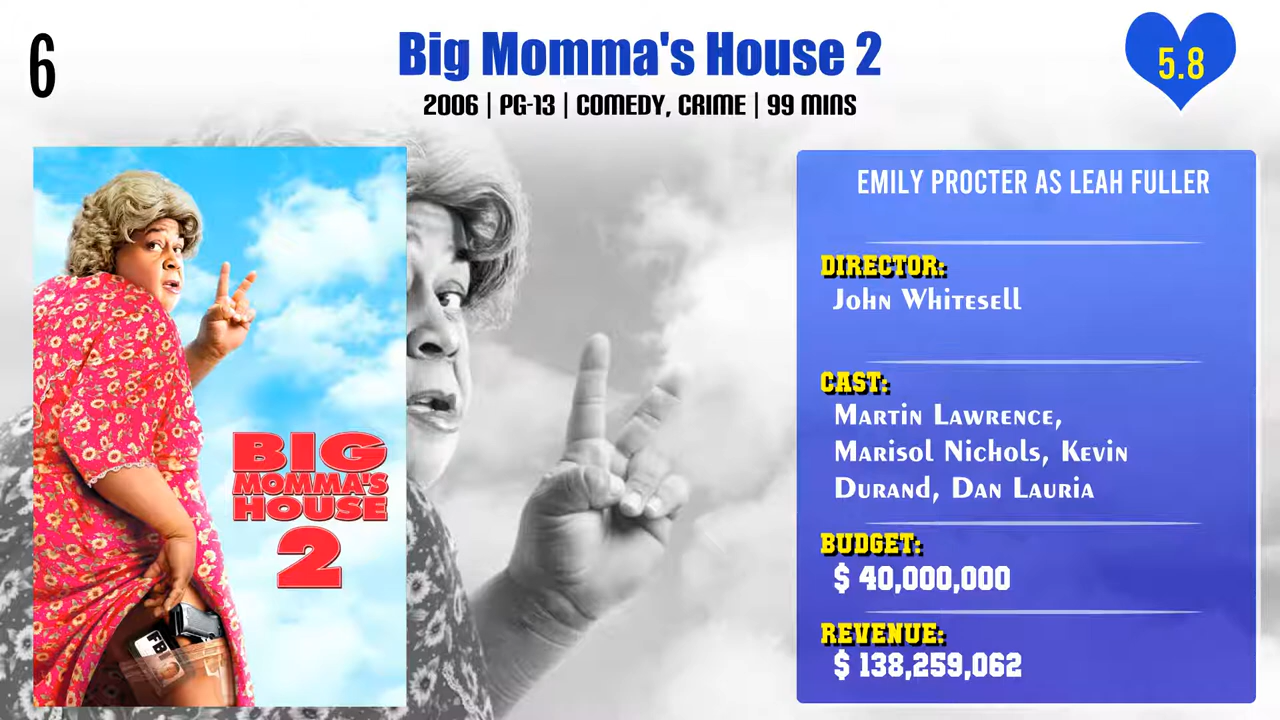 6
Big Momma's House 2
2006 | PG-13 | COMEDY, CRIME | 99 MINS
5.8
EMILY PROCTER AS LEAH FULLER
DIRECTOR:
John Whitesell
CAST:
Martin Lawrence,
Marisol Nichols, Kevin
Durand, Dan Lauria
BUDGET:
$ 40,000,000
REVENUE:
$ 138,259,062
BIG
MOMMA'S
HOUSE
2
FBI